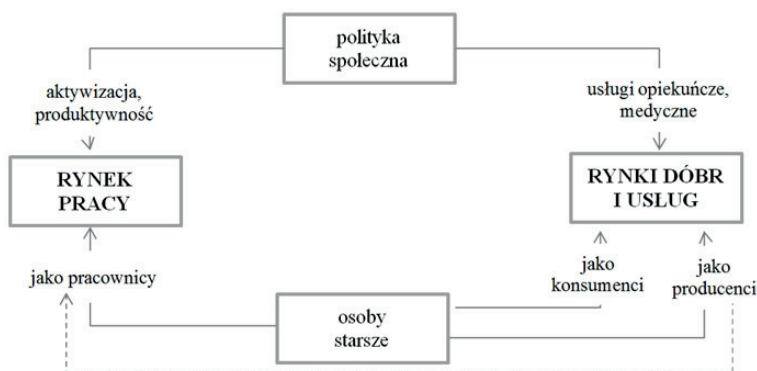 polityka
społeczna
aktywizacja,
produktywność
usługi opiekuńcze,
medyczne
RYNEK
PRACY
RYNKI DÓBR
I USŁUG
jako pracownicy
jako
konsumenci
jako
producenci
osoby
starsze